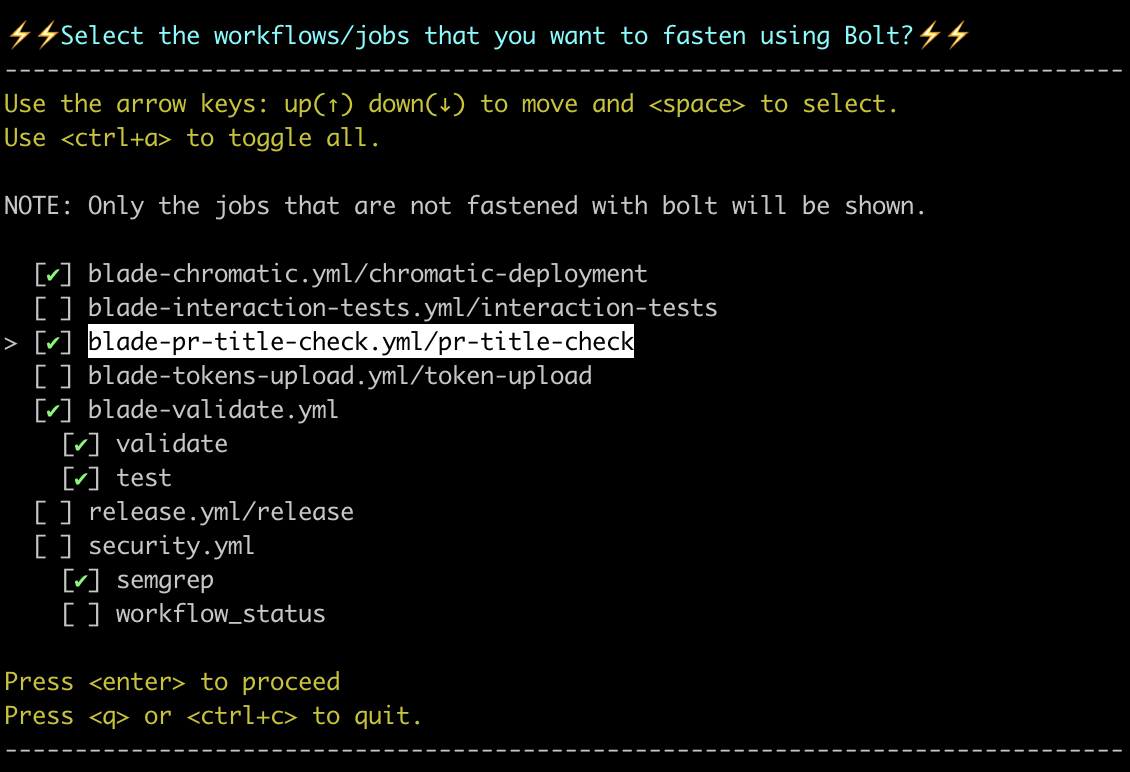 ⚡⚡Select the workflows/jobs that you want to fasten using Bolt?⚡⚡
--------------------------------------------------------------------------------
Use the arrow keys: up(↑) down(↓) to move and <space> to select.
Use <ctrl+a> to toggle all.
NOTE: Only the jobs that are not fastened with bolt will be shown.
[✔] blade-chromatic.yml/chromatic-deployment
[ ] blade-interaction-tests.yml/interaction-tests
> [✔] blade-pr-title-check.yml/pr-title-check
[ ] blade-tokens-upload.yml/token-upload
[✔] blade-validate.yml
[✔] validate
[✔] test
[ ] release.yml/release
[ ] security.yml
[✔] semgrep
[ ] workflow_status
Press <enter> to proceed
Press <q> or <ctrl+c> to quit.
--------------------------------------------------------------------------------